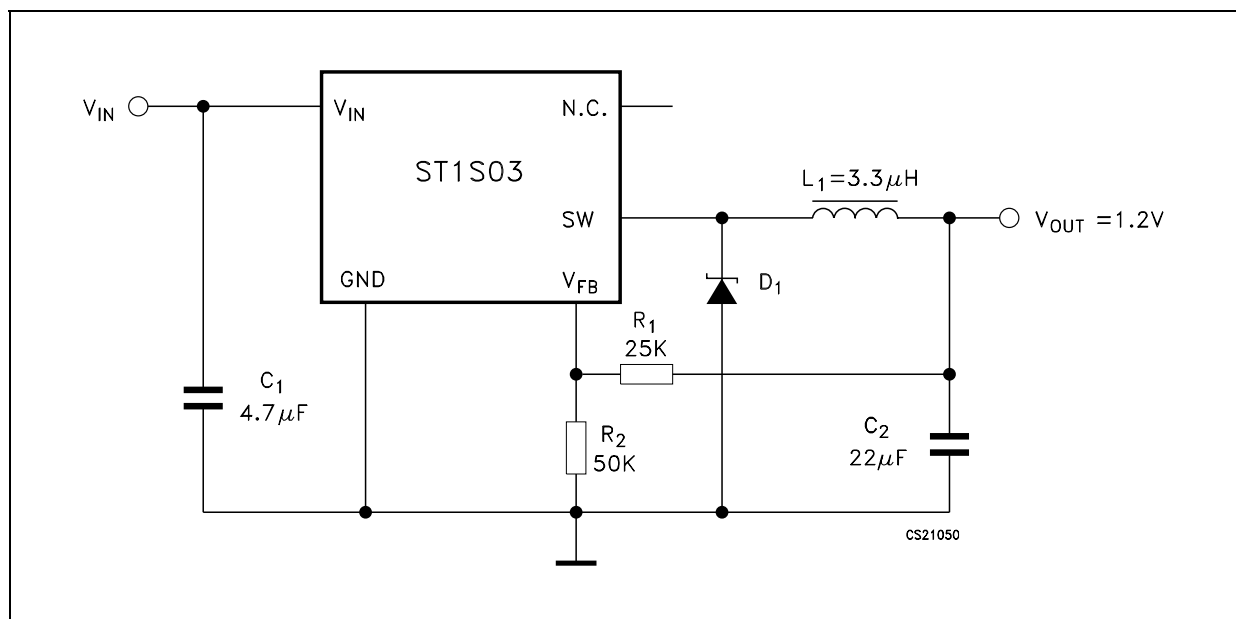 V_IN
V_IN
N.C.
ST1S03
L_1=3.3μH
SW
V_OUT =1.2V
GND
V_FB
D_1
R_1
25K
C_1
4.7μF
R_2
50K
C_2
22μF
CS21050